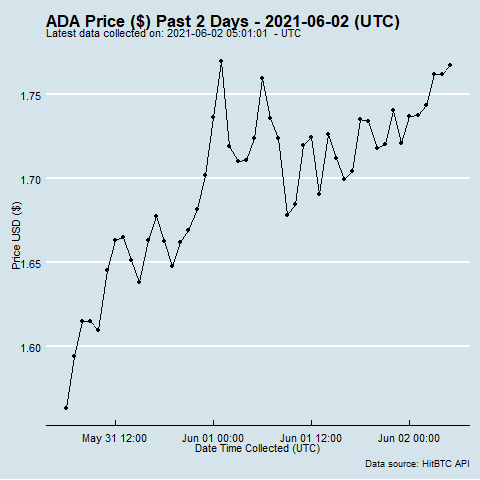 ADA Price ($) Past 2 Days - 2021-06-02 (UTC)
Latest data collected on: 2021-06-02 05:01:01 - UTC
1.75
1.70
1.65
1.60
Price USD ($)
May 31 12:00
Jun 01 00:00
Jun 01 12:00
Jun 02 00:00
Date Time Collected (UTC)
Data source: HitBTC API